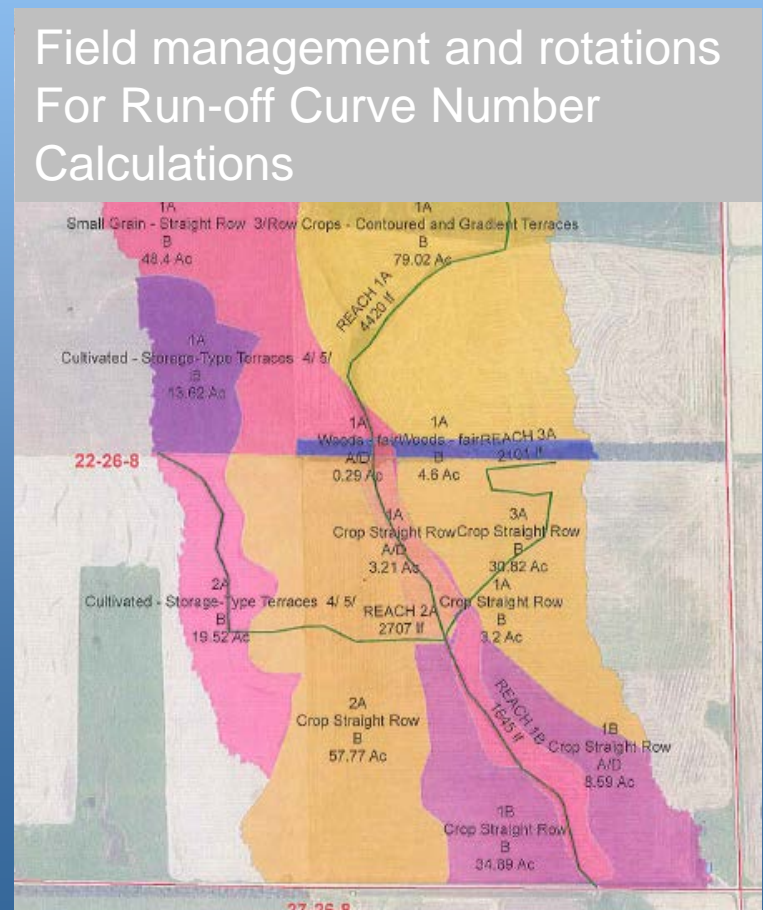 Field management and rotations
For Run-off Curve Number
Calculations
1A
Small Grain - Straight Row 3/
B
48.4 Ac
1A
Row Crops - Contoured and Gradient Terraces
B
79.02 Ac
REACH 1A
4420 lf
1A
Cultivated - Storage-Type Terraces 4/ 5/
B
13.62 Ac
22-26-8
1A
Woods - fair
A/D
0.29 Ac
1A
Woods - fair
B
4.6 Ac
REACH 3A
2101 lf
1A
Crop Straight Row
A/D
3.21 Ac
3A
Crop Straight Row
B
30.82 Ac
2A
Cultivated - Storage-Type Terraces 4/ 5/
B
19.52 Ac
REACH 2A
2707 lf
1A
Crop Straight Row
B
3.2 Ac
2A
Crop Straight Row
B
57.77 Ac
REACH 1B
1645 lf
1B
Crop Straight Row
A/D
8.59 Ac
1B
Crop Straight Row
B
34.89 Ac
27-26-8